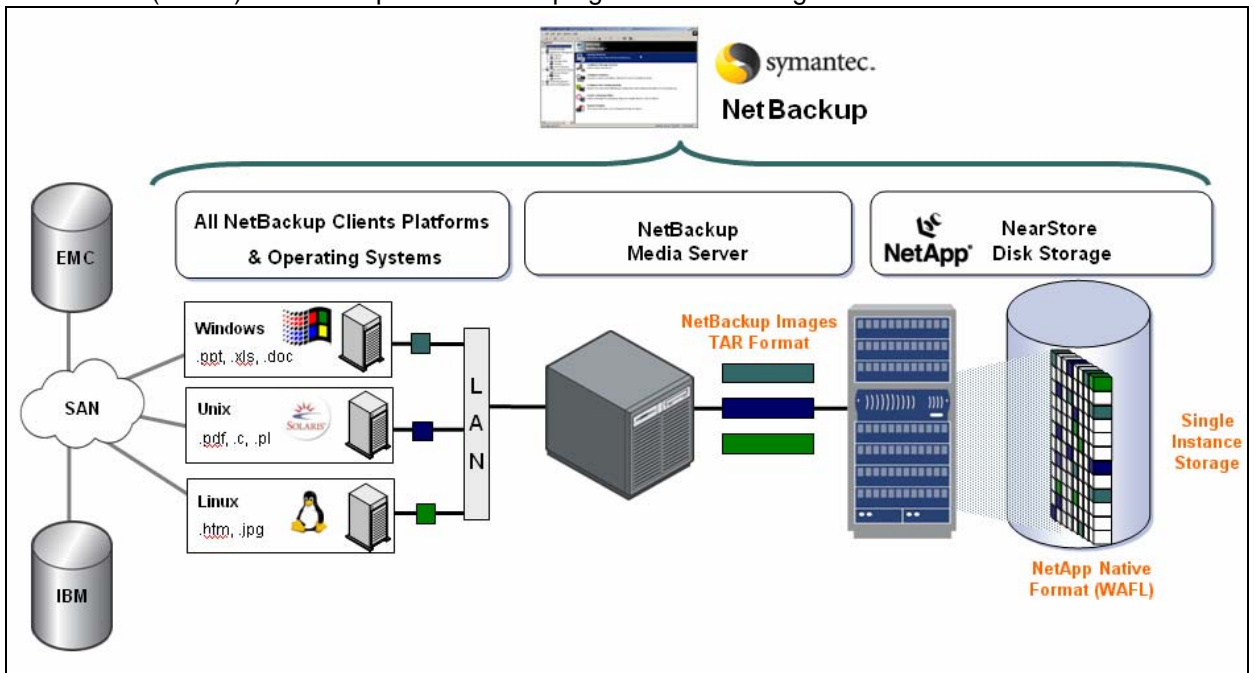 symantec.
NetBackup
All NetBackup Clients Platforms
& Operating Systems
NetBackup
Media Server
NetApp®
NearStore
Disk Storage
EMC
SAN
IBM
Windows
.ppt, .xls, .doc
Unix
.pdf, .c, .pl
SOLARIS
Linux
.htm, .jpg
LAN
NetBackup Images
TAR Format
Single
Instance
Storage
NetApp Native
Format (WAFL)